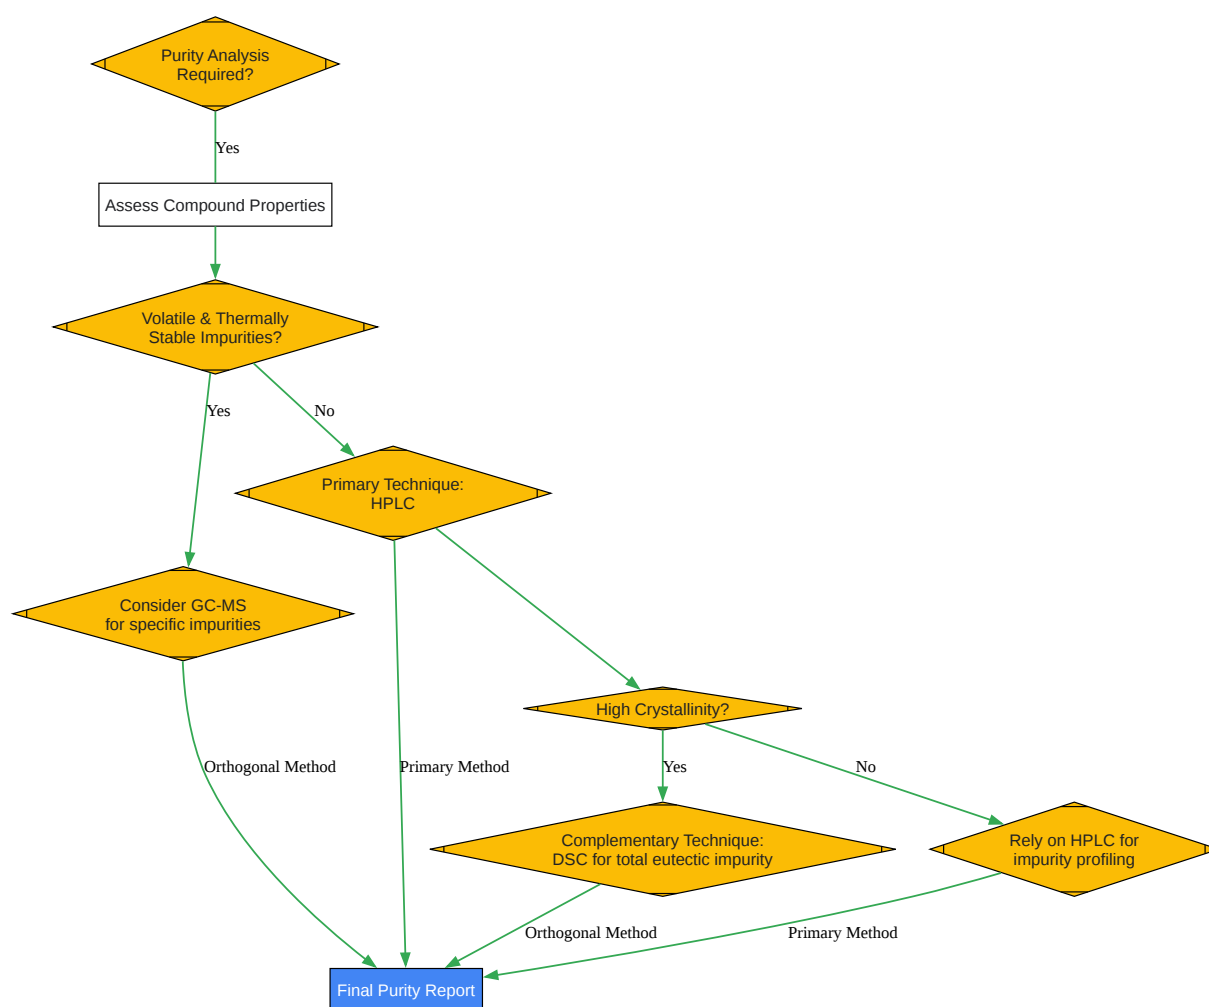 Purity Analysis
Required?
Yes
Assess Compound Properties
Volatile & Thermally
Stable Impurities?
Yes
No
Primary Technique:
HPLC
Consider GC-MS
for specific impurities
High Crystallinity?
Orthogonal Method
Primary Method
Yes
No
Complementary Technique:
DSC for total eutectic impurity
Rely on HPLC for
impurity profiling
Orthogonal Method
Primary Method
Final Purity Report